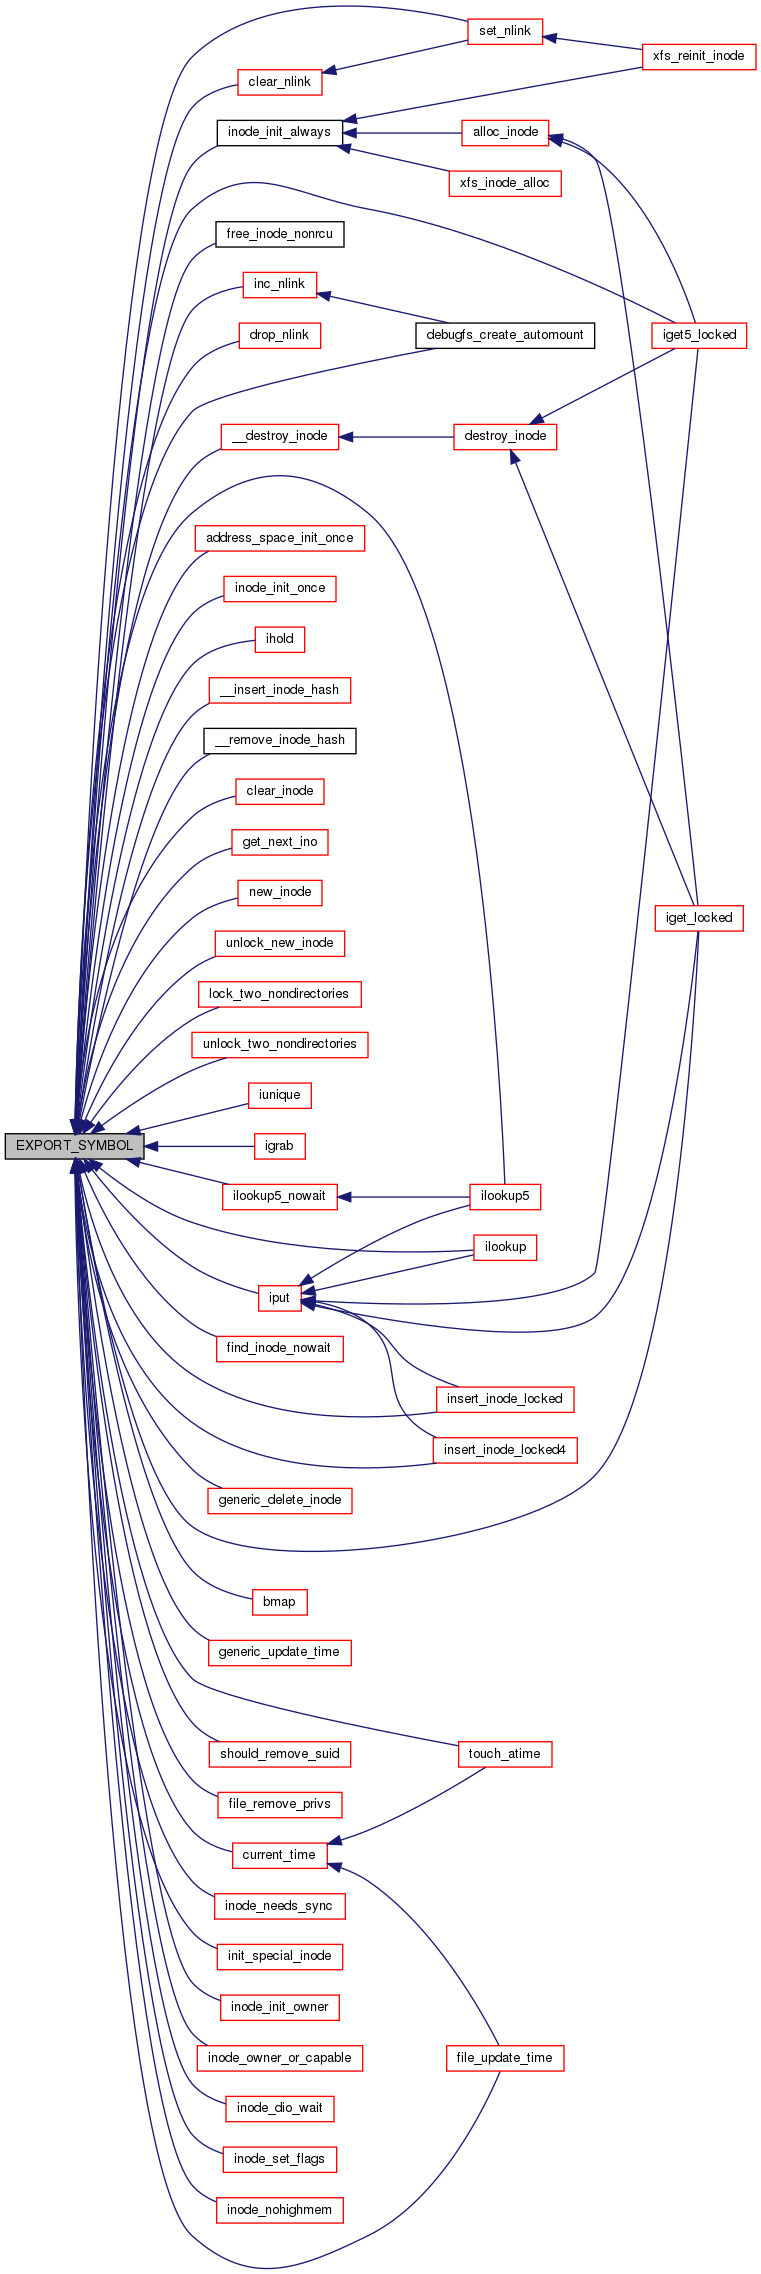 set_nlink
xfs_reinit_inode
clear_nlink
inode_init_always
alloc_inode
xfs_inode_alloc
free_inode_nonrcu
inc_nlink
drop_nlink
debugfs_create_automount
iget5_locked
__destroy_inode
destroy_inode
address_space_init_once
inode_init_once
ihold
__insert_inode_hash
__remove_inode_hash
clear_inode
get_next_ino
new_inode
iget_locked
unlock_new_inode
lock_two_nondirectories
unlock_two_nondirectories
iunique
EXPORT_SYMBOL
igrab
ilookup5_nowait
ilookup5
ilookup
iput
find_inode_nowait
insert_inode_locked
insert_inode_locked4
generic_delete_inode
bmap
generic_update_time
should_remove_suid
touch_atime
file_remove_privs
current_time
inode_needs_sync
init_special_inode
inode_init_owner
inode_owner_or_capable
file_update_time
inode_dio_wait
inode_set_flags
inode_nohighmem